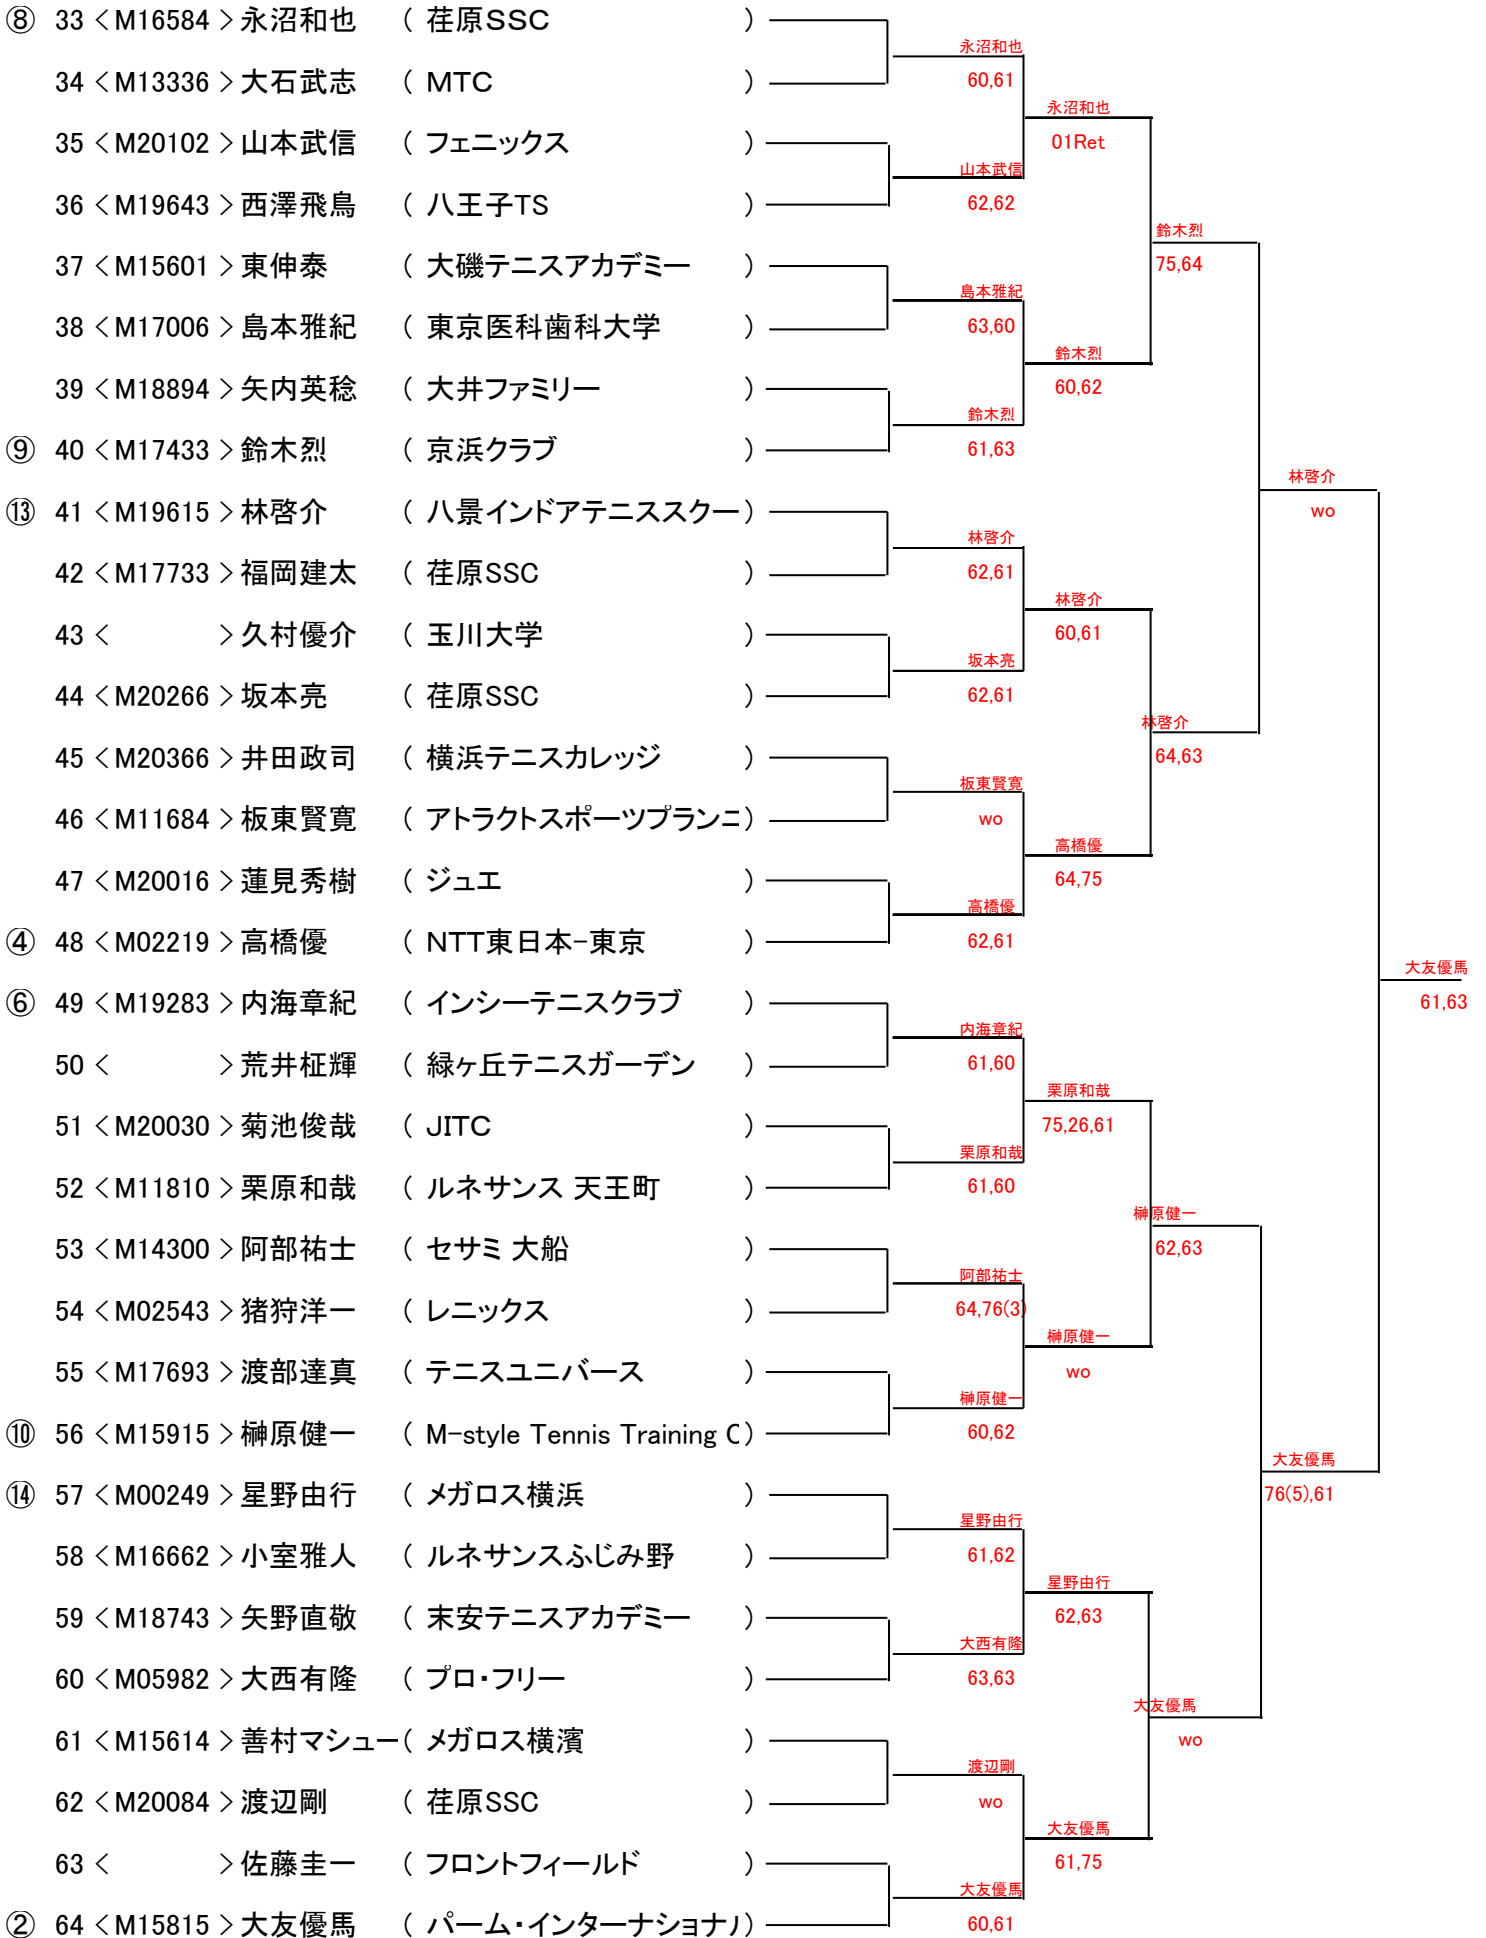 ⑧ 33 <M16584> 永沼和也 ( 荏原SSC )
永沼和也
34 <M13336> 大石武志 ( MTC )
60,61
永沼和也
35 <M20102> 山本武信 ( フェニックス )
01Ret
山本武信
36 <M19643> 西澤飛鳥 ( 八王子TS )
62,62
鈴木烈
37 <M15601> 東伸泰 ( 大磯テニスアカデミー )
75,64
島本雅紀
38 <M17006> 島本雅紀 ( 東京医科歯科大学 )
63,60
鈴木烈
39 <M18894> 矢内英稔 ( 大井ファミリー )
60,62
鈴木烈
⑨ 40 <M17433> 鈴木烈 ( 京浜クラブ )
61,63
林啓介
⑬ 41 <M19615> 林啓介 ( 八景インドアテニススクー )
wo
林啓介
42 <M17733> 福岡建太 ( 荏原SSC )
62,61
林啓介
43 < > 久村優介 ( 玉川大学 )
60,61
坂本亮
44 <M20266> 坂本亮 ( 荏原SSC )
62,61
林啓介
45 <M20366> 井田政司 ( 横浜テニスカレッジ )
64,63
板東賢寛
46 <M11684> 板東賢寛 ( アトラクトスポーツプランニ )
wo
高橋優
47 <M20016> 蓮見秀樹 ( ジュエ )
64,75
高橋優
④ 48 <M02219> 高橋優 ( NTT東日本-東京 )
62,61
大友優馬
⑥ 49 <M19283> 内海章紀 ( インシーテニスクラブ )
61,63
内海章紀
50 < > 荒井柾輝 ( 緑ヶ丘テニスガーデン )
61,60
栗原和哉
51 <M20030> 菊池俊哉 ( JITC )
75,26,61
栗原和哉
52 <M11810> 栗原和哉 ( ルネサンス 天王町 )
61,60
榊原健一
53 <M14300> 阿部祐士 ( セサミ 大船 )
62,63
阿部祐士
54 <M02543> 猪狩洋一 ( レニックス )
64,76(3)
榊原健一
55 <M17693> 渡部達真 ( テニスユニバース )
wo
榊原健一
⑩ 56 <M15915> 榊原健一 ( M-style Tennis Training C )
60,62
大友優馬
⑭ 57 <M00249> 星野由行 ( メガロス横浜 )
76(5),61
星野由行
58 <M16662> 小室雅人 ( ルネサンスふじみ野 )
61,62
星野由行
59 <M18743> 矢野直敬 ( 末安テニスアカデミー )
62,63
大西有隆
60 <M05982> 大西有隆 ( プロ・フリー )
63,63
大友優馬
61 <M15614> 善村マシュー ( メガロス横濱 )
wo
渡辺剛
62 <M20084> 渡辺剛 ( 荏原SSC )
wo
大友優馬
63 < > 佐藤圭一 ( フロントフィールド )
61,75
大友優馬
② 64 <M15815> 大友優馬 ( パーム・インターナショナル )
60,61